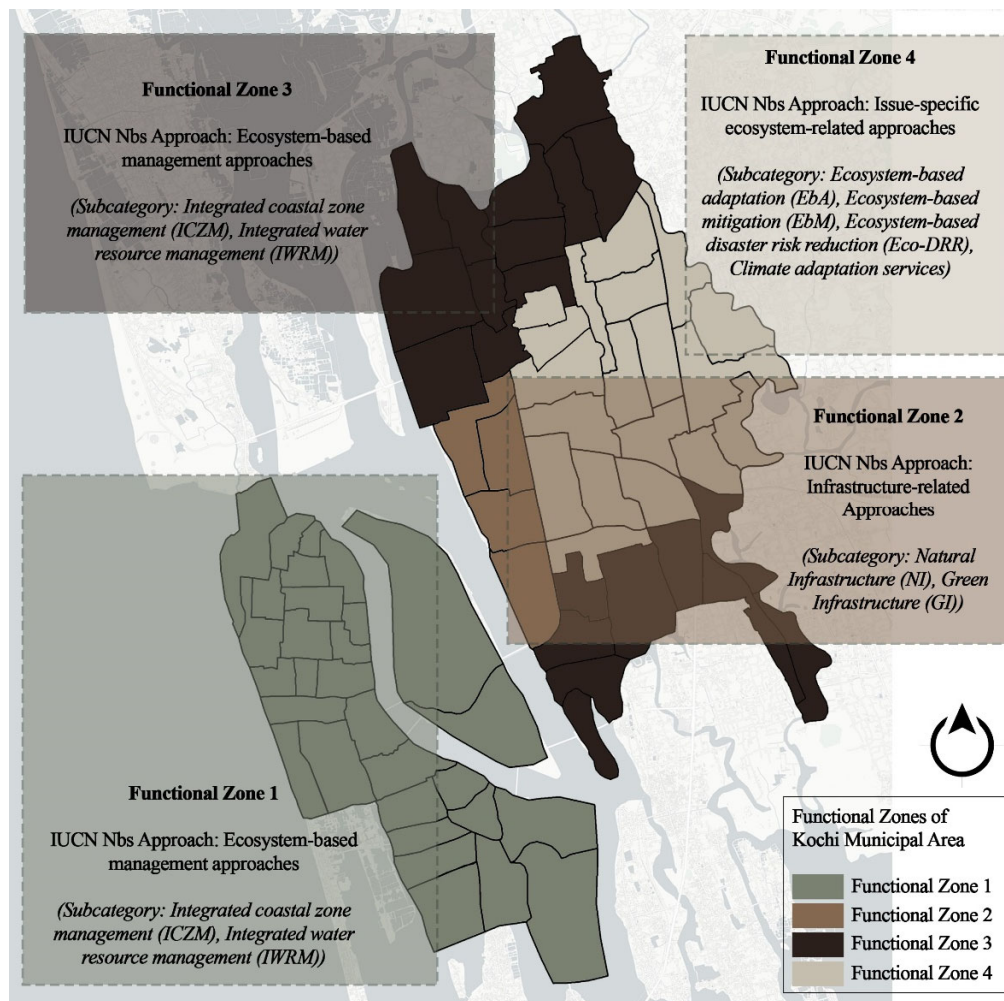 Functional Zone 3
IUCN Nbs Approach: Ecosystem-based
management approaches
(Subcategory: Integrated coastal zone
management (ICZM), Integrated water
resource management (IWRM))
Functional Zone 4
IUCN Nbs Approach: Issue-specific
ecosystem-related approaches
(Subcategory: Ecosystem-based
adaptation (EbA), Ecosystem-based
mitigation (EbM), Ecosystem-based
disaster risk reduction (Eco-DRR),
Climate adaptation services)
Functional Zone 2
IUCN Nbs Approach:
Infrastructure-related
Approaches
(Subcategory: Natural
Infrastructure (NI), Green
Infrastructure (GI))
Functional Zone 1
IUCN Nbs Approach: Ecosystem-based
management approaches
(Subcategory: Integrated coastal zone
management (ICZM), Integrated water
resource management (IWRM))
Functional Zones of
Kochi Municipal Area
Functional Zone 1
Functional Zone 2
Functional Zone 3
Functional Zone 4